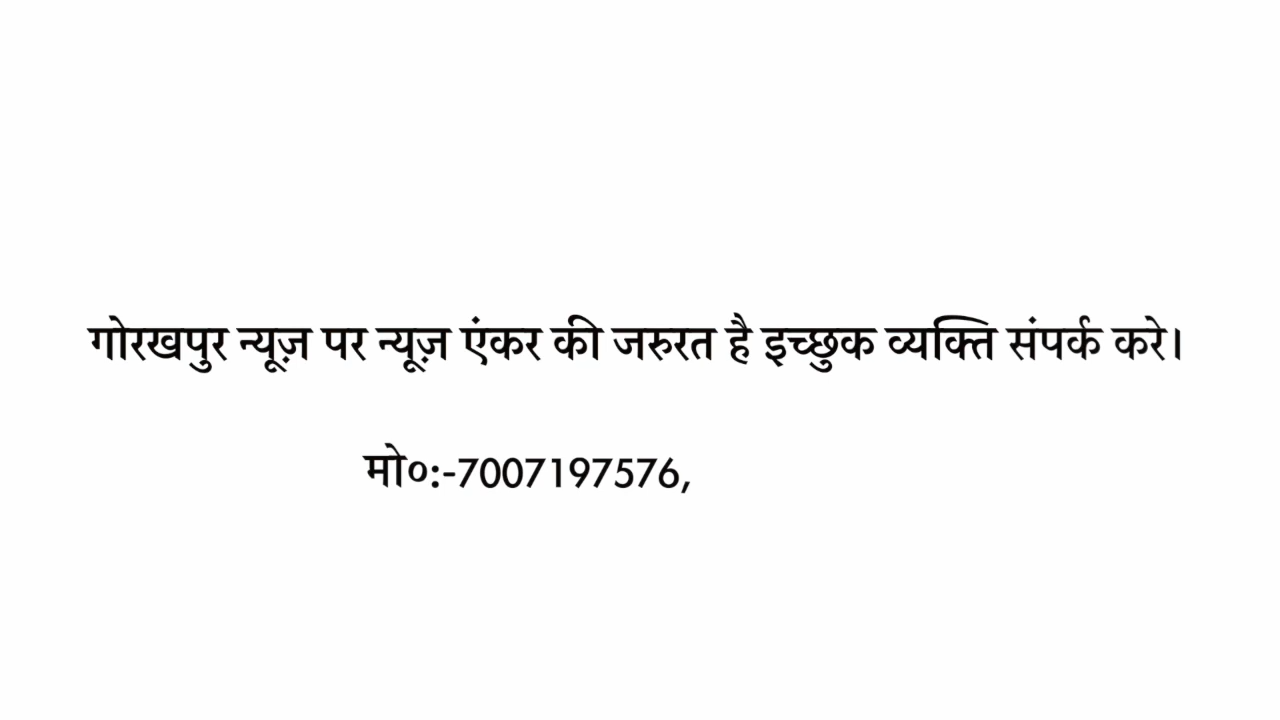 गोरखपुर न्यूज़ पर न्यूज़ एंकर की जरुरत है इच्छुक व्यक्ति संपर्क करे।
मो०:-7007197576,